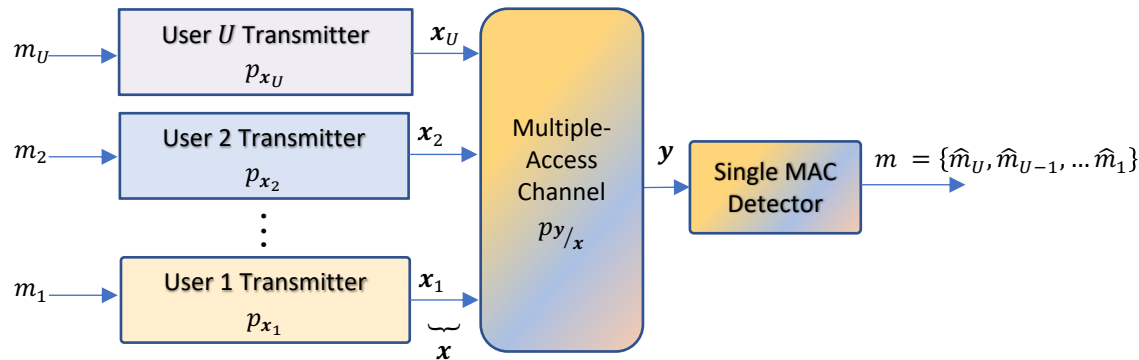 m_U
User U Transmitter
p_{x_U}
x_U
m_2
User 2 Transmitter
p_{x_2}
x_2
⋮
m_1
User 1 Transmitter
p_{x_1}
x_1
x
Multiple-
Access
Channel
p_{y/x}
y
Single MAC
Detector
m = {m̂_U, m̂_{U−1}, … m̂_1}